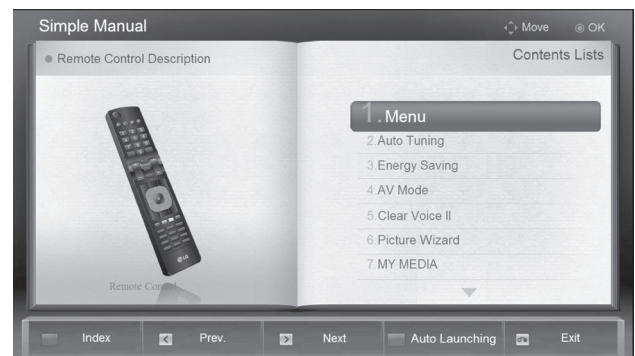 Simple Manual
Move
OK
Remote Control Description
Contents Lists
1.Menu
2.Auto Tuning
3.Energy Saving
4.AV Mode
5.Clear Voice II
6.Picture Wizard
7.MY MEDIA
LG
Remote Control
Index
Prev.
Next
Auto Launching
Exit